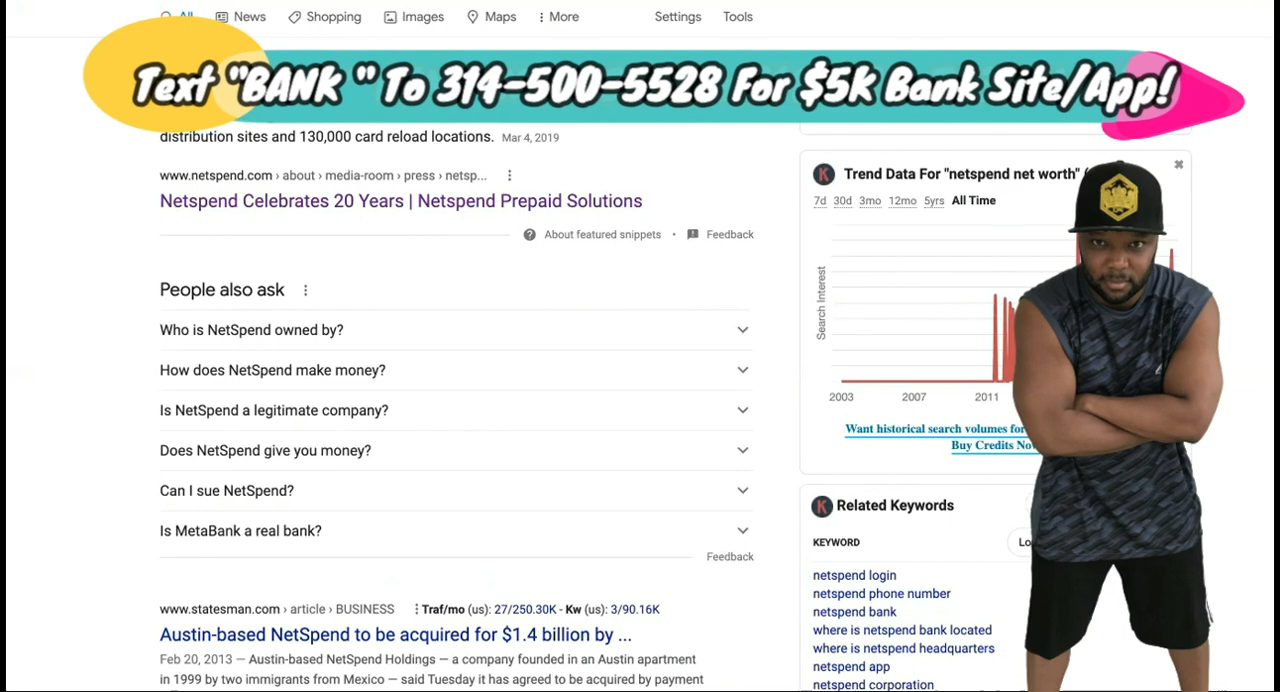 All
News
Shopping
Images
Maps
More
Settings
Tools
Text "BANK " To 314-500-5528 For $5K Bank Site/App!
distribution sites and 130,000 card reload locations. Mar 4, 2019
www.netspend.com › about › media-room › press › netsp...
Netspend Celebrates 20 Years | Netspend Prepaid Solutions
About featured snippets • Feedback
People also ask
Who is NetSpend owned by?
How does NetSpend make money?
Is NetSpend a legitimate company?
Does NetSpend give you money?
Can I sue NetSpend?
Is MetaBank a real bank?
Feedback
www.statesman.com › article › BUSINESS Traf/mo (us): 27/250.30K - Kw (us): 3/90.16K
Austin-based NetSpend to be acquired for $1.4 billion by ...
Feb 20, 2013 — Austin-based NetSpend Holdings — a company founded in an Austin apartment
in 1999 by two immigrants from Mexico — said Tuesday it has agreed to be acquired by payment
K Trend Data For "netspend net worth" (
7d 30d 3mo 12mo 5yrs All Time
Search Interest
2003 2007 2011
Want historical search volumes for
Buy Credits
K Related Keywords
KEYWORD
netspend login
netspend phone number
netspend bank
where is netspend bank located
where is netspend headquarters
netspend app
netspend corporation